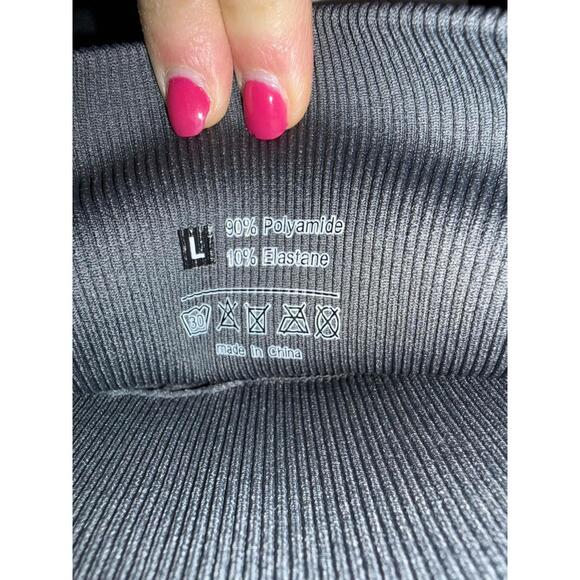 L
90% Polyamide
10% Elastane
30
made in China